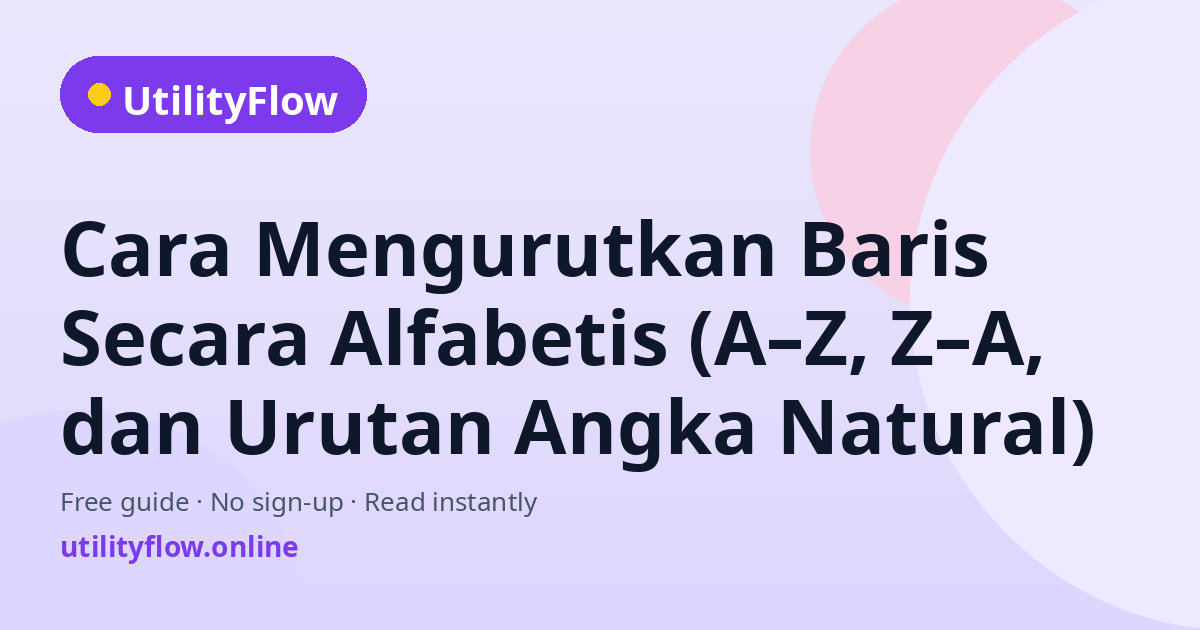 UtilityFlow
Cara Mengurutkan Baris
Secara Alfabetis (A–Z, Z–A,
dan Urutan Angka Natural)
Free guide · No sign-up · Read instantly
utilityflow.online